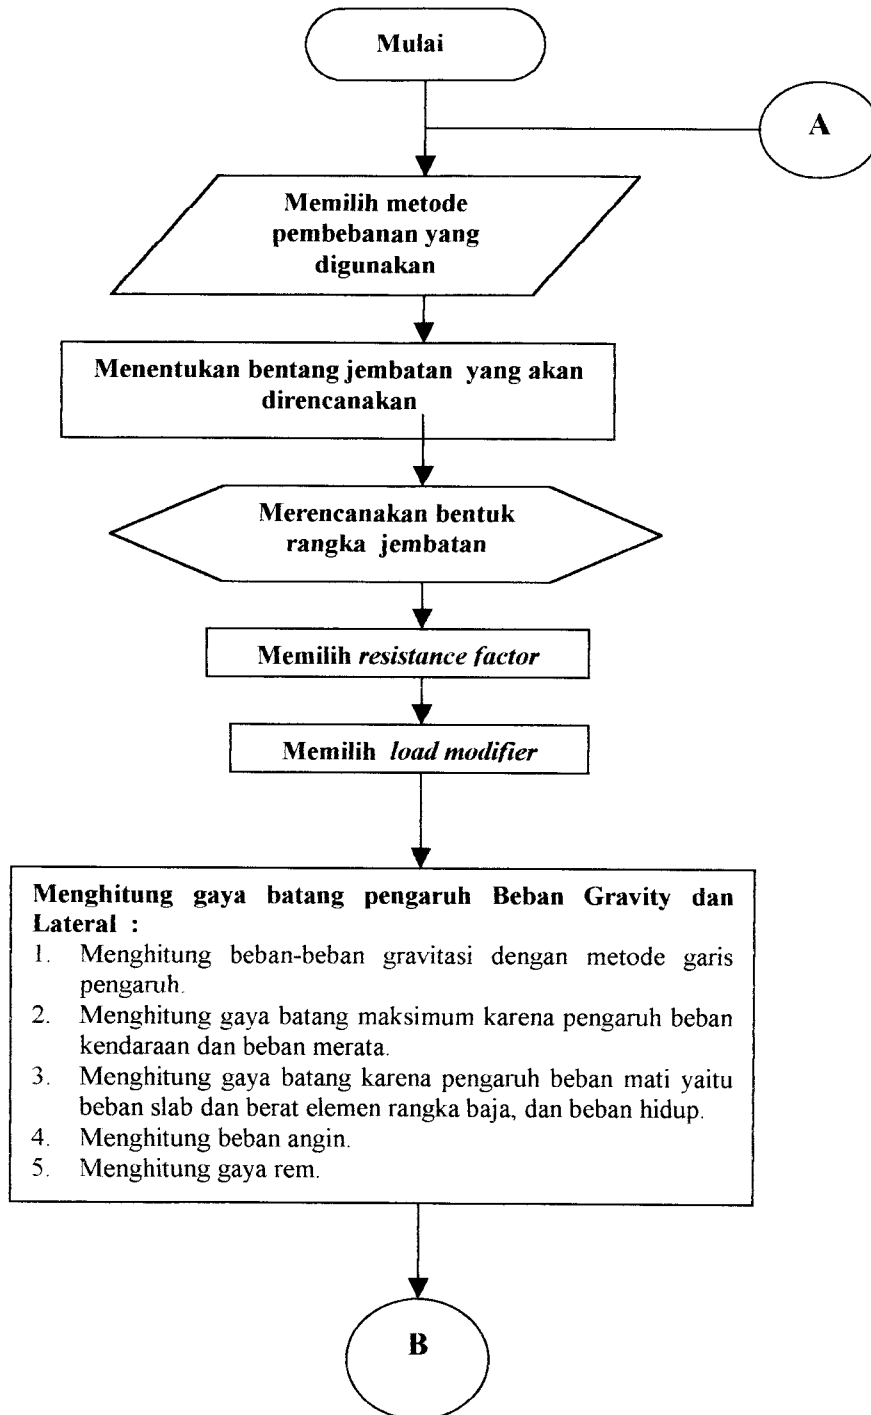 Mulai
A
Memilih metode
pembebanan yang
digunakan
Menentukan bentang jembatan yang akan
direncanakan
Merencanakan bentuk
rangka jembatan
Memilih resistance factor
Memilih load modifier
Menghitung gaya batang pengaruh Beban Gravity dan
Lateral :
1. Menghitung beban-beban gravitasi dengan metode garis
pengaruh.
2. Menghitung gaya batang maksimum karena pengaruh beban
kendaraan dan beban merata.
3. Menghitung gaya batang karena pengaruh beban mati yaitu
beban slab dan berat elemen rangka baja, dan beban hidup.
4. Menghitung beban angin.
5. Menghitung gaya rem.
B